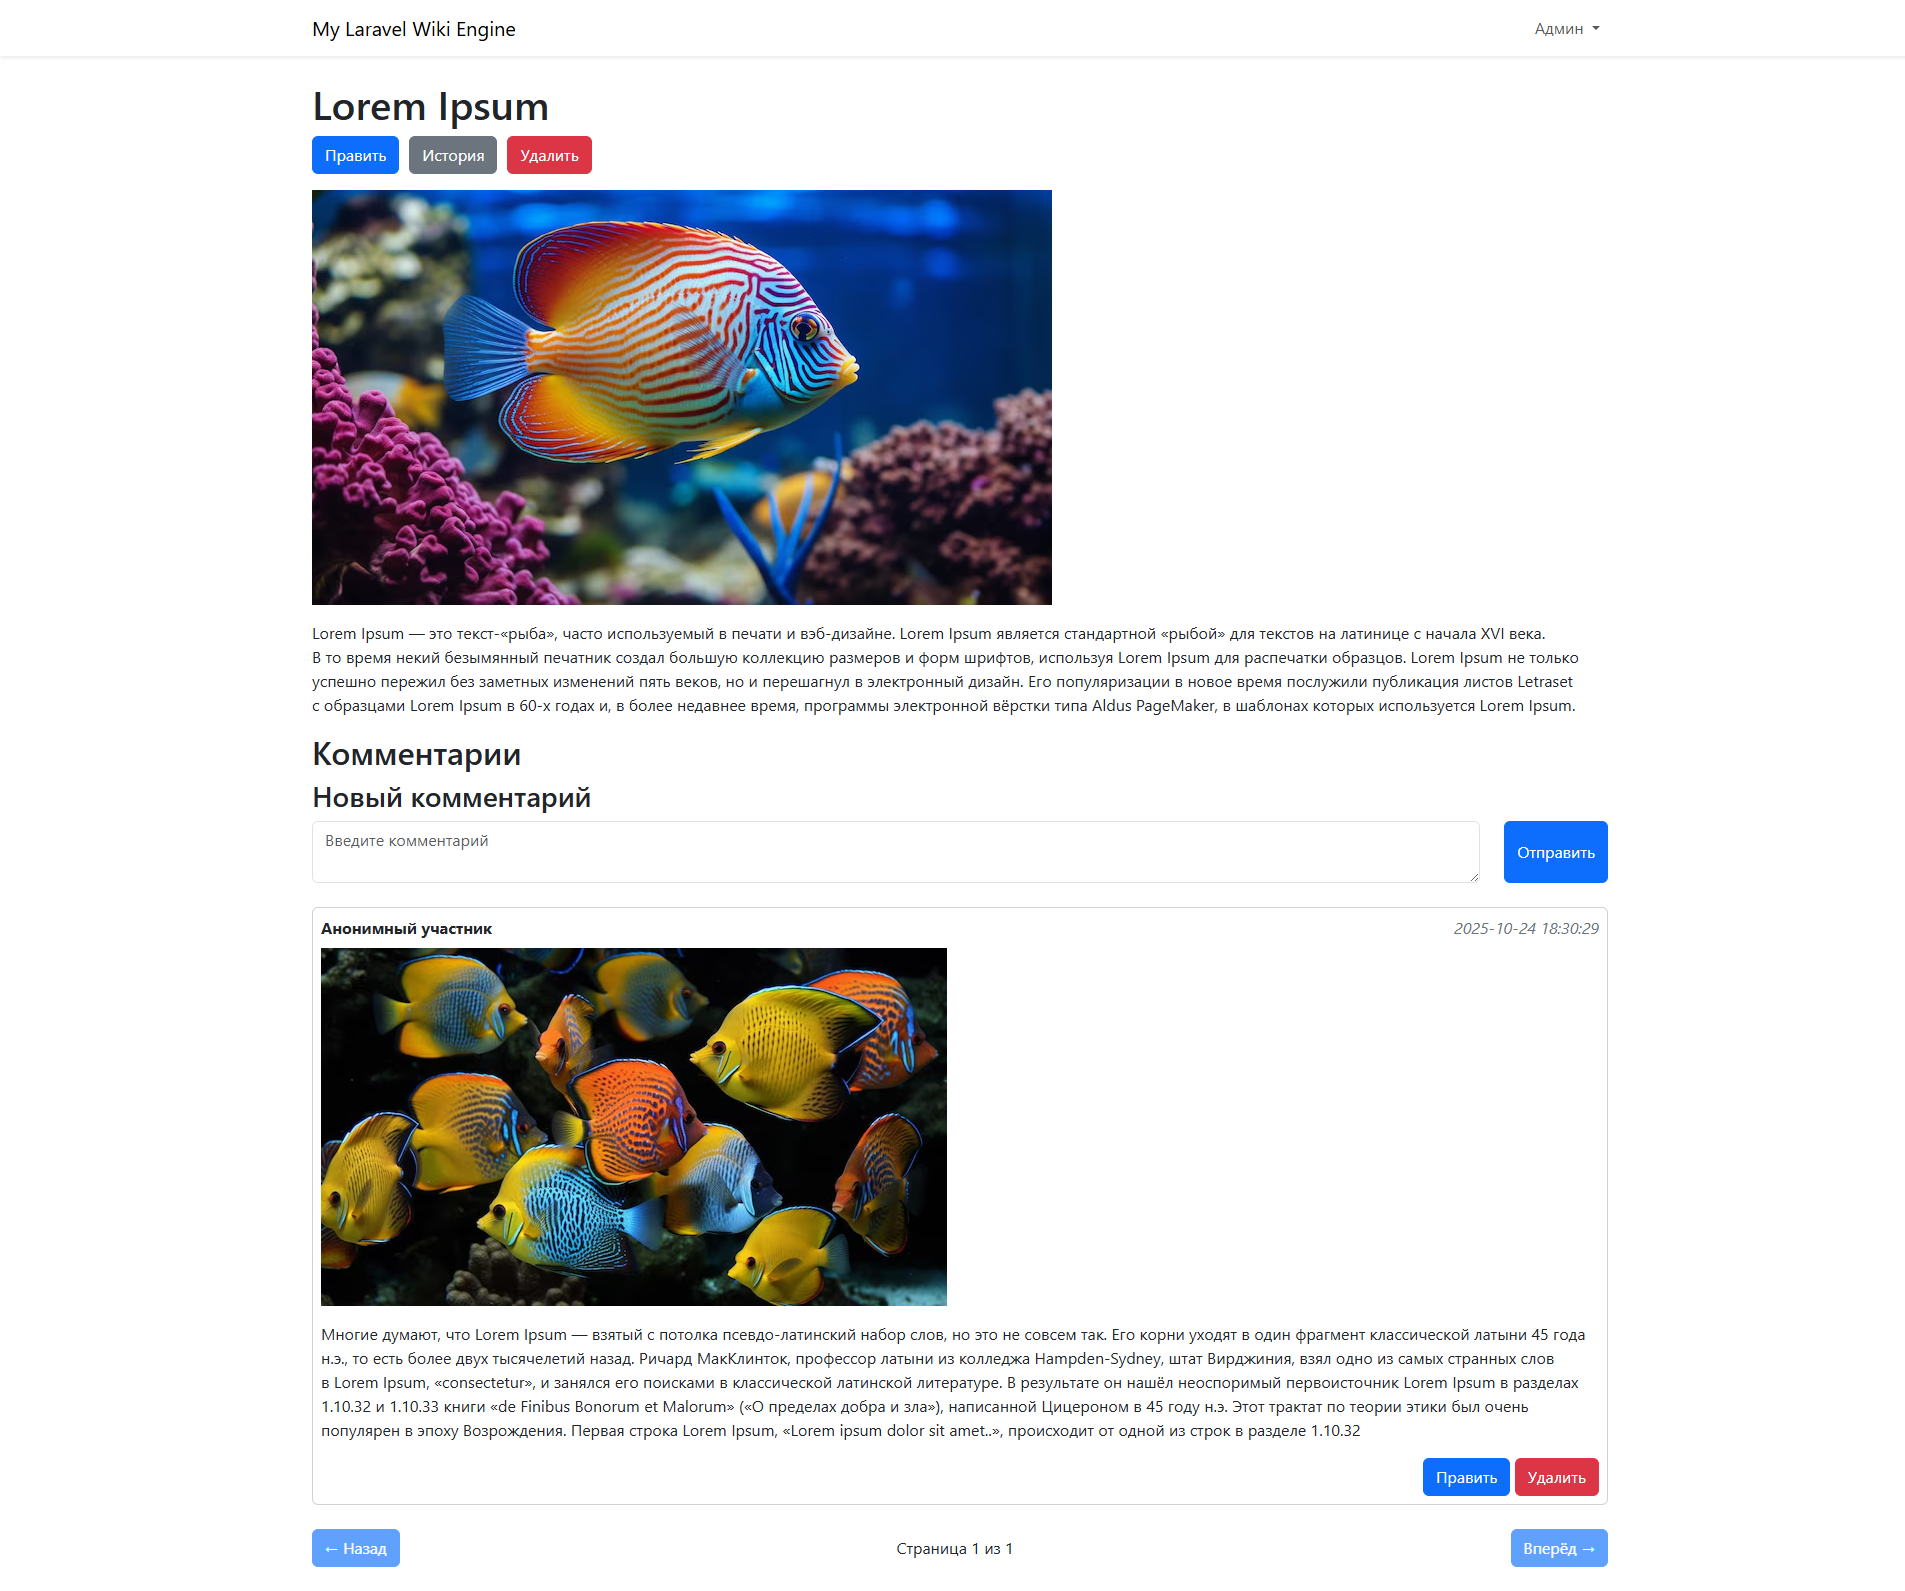 My Laravel Wiki Engine
Админ
Lorem Ipsum
Править
История
Удалить
Lorem Ipsum — это текст-«рыба», часто используемый в печати и вэб-дизайне. Lorem Ipsum является стандартной «рыбой» для текстов на латинице с начала XVI века.
В то время некий безымянный печатник создал большую коллекцию размеров и форм шрифтов, используя Lorem Ipsum для распечатки образцов. Lorem Ipsum не только
успешно пережил без заметных изменений пять веков, но и перешагнул в электронный дизайн. Его популяризации в новое время послужили публикация листов Letraset
с образцами Lorem Ipsum в 60-х годах и, в более недавнее время, программы электронной вёрстки типа Aldus PageMaker, в шаблонах которых используется Lorem Ipsum.
Комментарии
Новый комментарий
Введите комментарий
Отправить
Анонимный участник
2025-10-24 18:30:29
Многие думают, что Lorem Ipsum — взятый с потолка псевдо-латинский набор слов, но это не совсем так. Его корни уходят в один фрагмент классической латыни 45 года
н.э., то есть более двух тысячелетий назад. Ричард МакКлинток, профессор латыни из колледжа Hampden-Sydney, штат Вирджиния, взял одно из самых странных слов
в Lorem Ipsum, «consectetur», и занялся его поисками в классической латинской литературе. В результате он нашёл неоспоримый первоисточник Lorem Ipsum в разделах
1.10.32 и 1.10.33 книги «de Finibus Bonorum et Malorum» («О пределах добра и зла»), написанной Цицероном в 45 году н.э. Этот трактат по теории этики был очень
популярен в эпоху Возрождения. Первая строка Lorem Ipsum, «Lorem ipsum dolor sit amet..», происходит от одной из строк в разделе 1.10.32
Править
Удалить
← Назад
Страница 1 из 1
Вперёд →